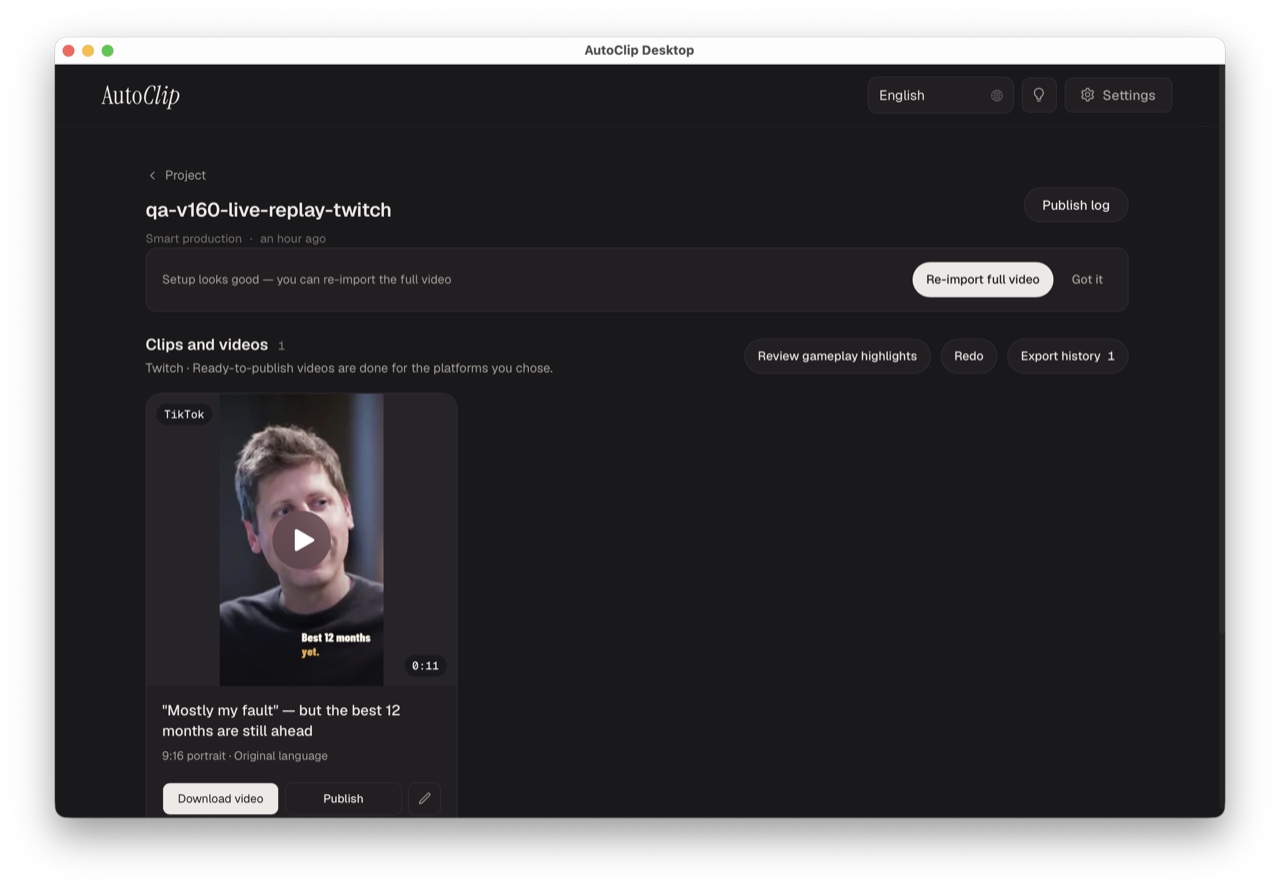 AutoClip Desktop
AutoClip
English
Settings
Project
qa-v160-live-replay-twitch
Publish log
Smart production · an hour ago
Setup looks good — you can re-import the full video
Re-import full video
Got it
Clips and videos 1
Twitch · Ready-to-publish videos are done for the platforms you chose.
Review gameplay highlights
Redo
Export history 1
TikTok
Best 12 months
yet.
0:11
"Mostly my fault" — but the best 12
months are still ahead
9:16 portrait · Original language
Download video
Publish